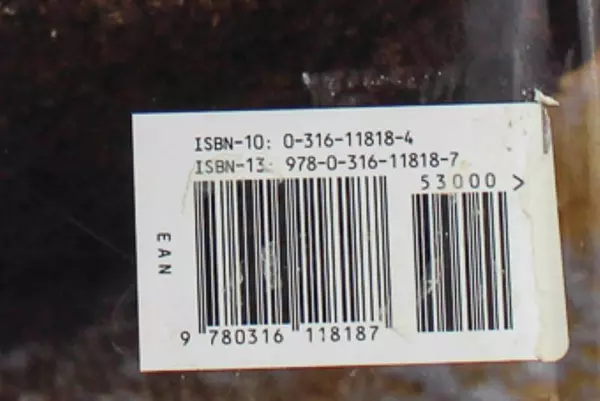 ISBN-10: 0-316-11818-4
ISBN-13: 978-0-316-11818-7
53000 >
EAN
9 780316 118187